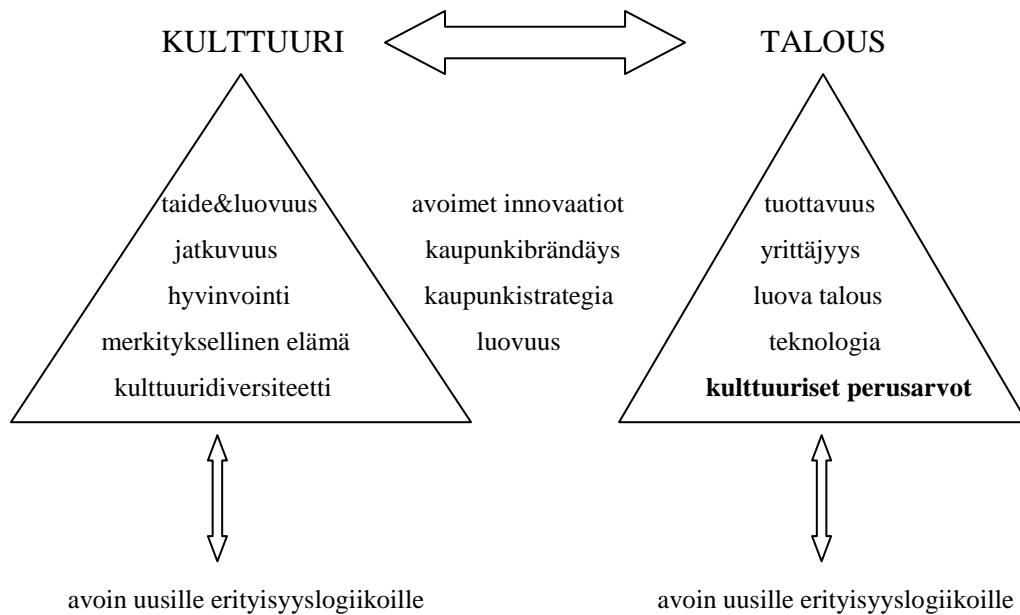 KULTTUURI
TALOUS
taide&luovuus
jatkuvuus
hyvinvointi
merkityksellinen elämä
kulttuuridiversiteetti
avoimet innovaatiot
kaupunkibrändäys
kaupunkistrategia
luovuus
tuottavuus
yrittäjyys
luova talous
teknologia
kulttuuriset perusarvot
avoin uusille erityisyyslogiikoille
avoin uusille erityisyyslogiikoille